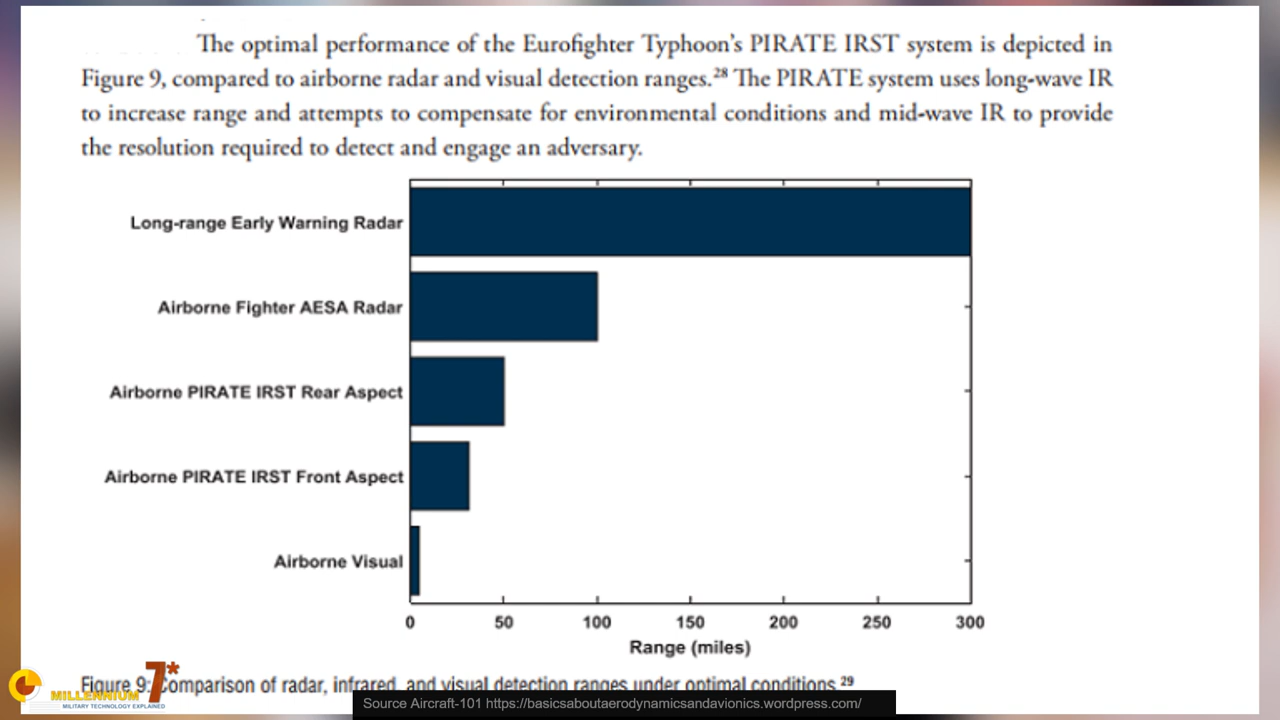 The optimal performance of the Eurofighter Typhoon's PIRATE IRST system is depicted in
Figure 9, compared to airborne radar and visual detection ranges.28 The PIRATE system uses long-wave IR
to increase range and attempts to compensate for environmental conditions and mid-wave IR to provide
the resolution required to detect and engage an adversary.
Long-range Early Warning Radar
Airborne Fighter AESA Radar
Airborne PIRATE IRST Rear Aspect
Airborne PIRATE IRST Front Aspect
Airborne Visual
0 50 100 150 200 250 300
Range (miles)
Figure 9: Comparison of radar, infrared, and visual detection ranges under optimal conditions.29
MILLENNIUM 7*
MILITARY TECHNOLOGY EXPLAINED
Source Aircraft-101 https://basicsaboutaerodynamicsandavionics.wordpress.com/